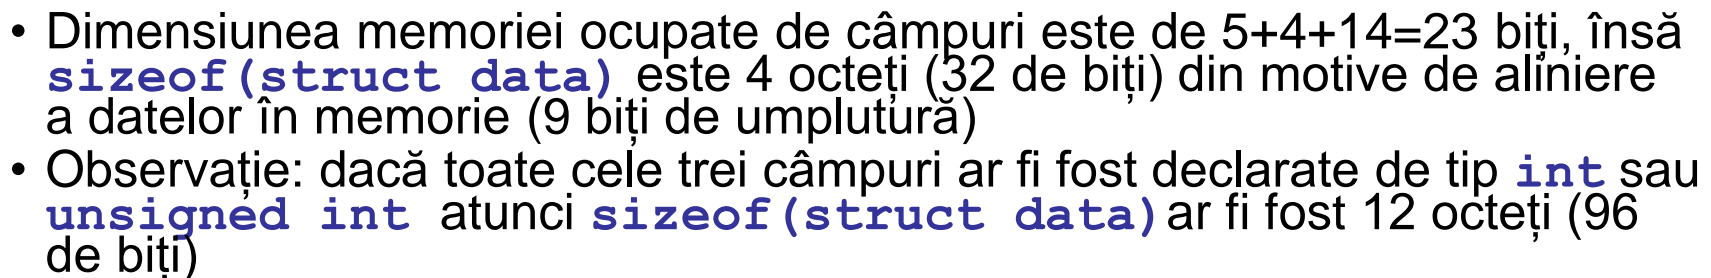 • Dimensiunea memoriei ocupate de câmpuri este de 5+4+14=23 biți, însă
sizeof(struct data) este 4 octeți (32 de biți) din motive de aliniere
a datelor în memorie (9 biți de umplutură)
• Observație: dacă toate cele trei câmpuri ar fi fost declarate de tip int sau
unsigned int atunci sizeof(struct data)ar fi fost 12 octeți (96
de biți)